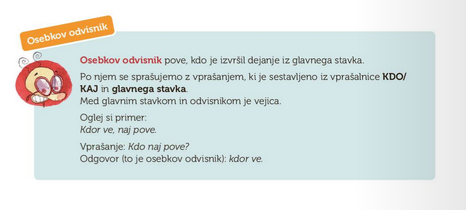 Osebkov odvisnik
Osebkov odvisnik pove, kdo je izvršil dejanje iz glavnega stavka.
Po njem se sprašujemo z vprašanjem, ki je sestavljeno iz vprašalnice KDO/
KAJ in glavnega stavka.
Med glavnim stavkom in odvisnikom je vejica.
Oglej si primer:
Kdor ve, naj pove.
Vprašanje: Kdo naj pove?
Odgovor (to je osebkov odvisnik): kdor ve.